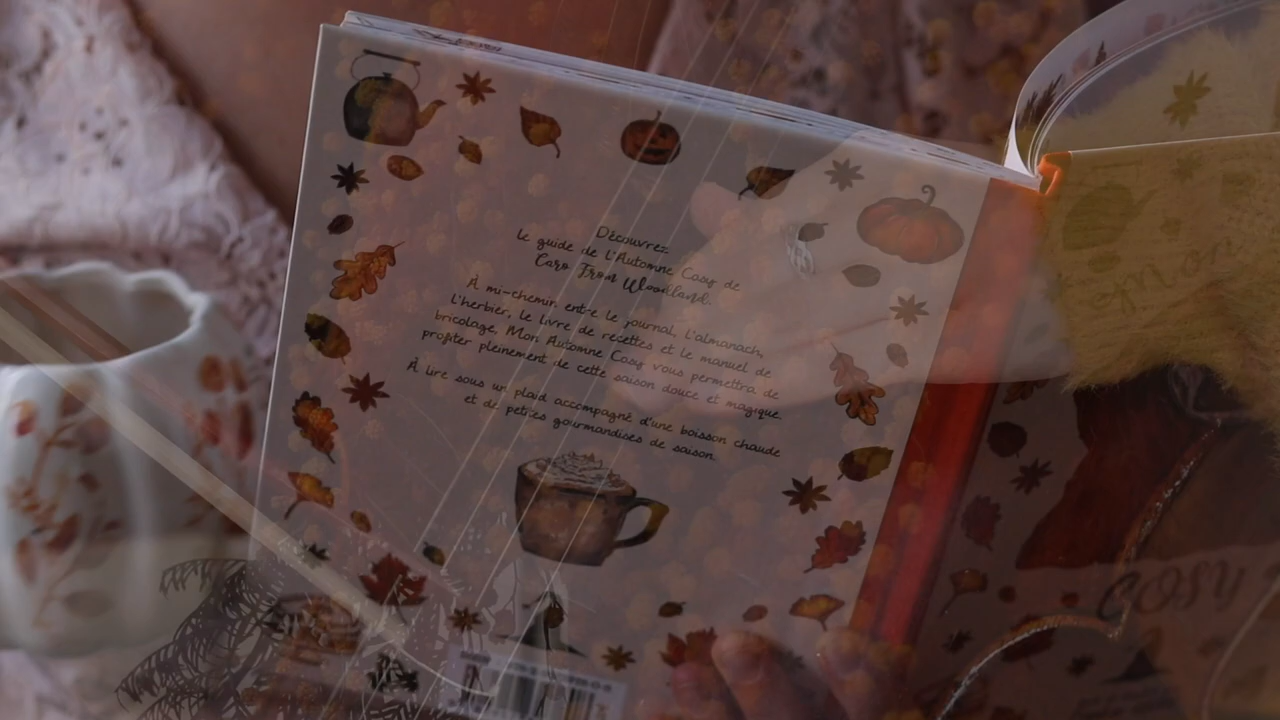 Découvrez
le guide de l'Automne Cosy de
Caro From Woodland.
À mi-chemin entre le journal, l'almanach,
l'herbier, le livre de recettes et le manuel de
bricolage, Mon Automne Cosy vous permettra de
profiter pleinement de cette saison douce et magique.
À lire sous un plaid accompagné d'une boisson chaude
et de petites gourmandises de saison.
COSY